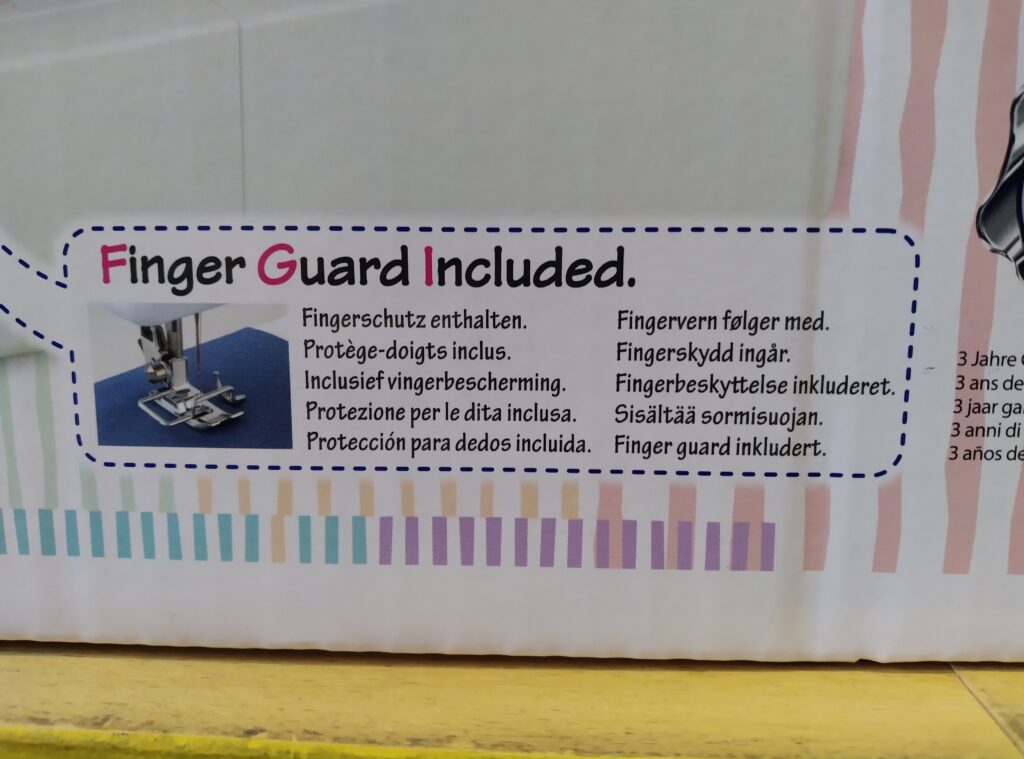 Finger Guard Included.
Fingerschutz enthalten.
Protège-doigts inclus.
Inclusief vingerbescherming.
Protezione per le dita inclusa.
Protección para dedos incluida.
Fingervern følger med.
Fingerskydd ingår.
Fingerbeskyttelse inkluderet.
Sisältää sormisuojan.
Finger guard inkludert.
3 Jahre
3 ans de
3 jaar
3 anni di
3 años de